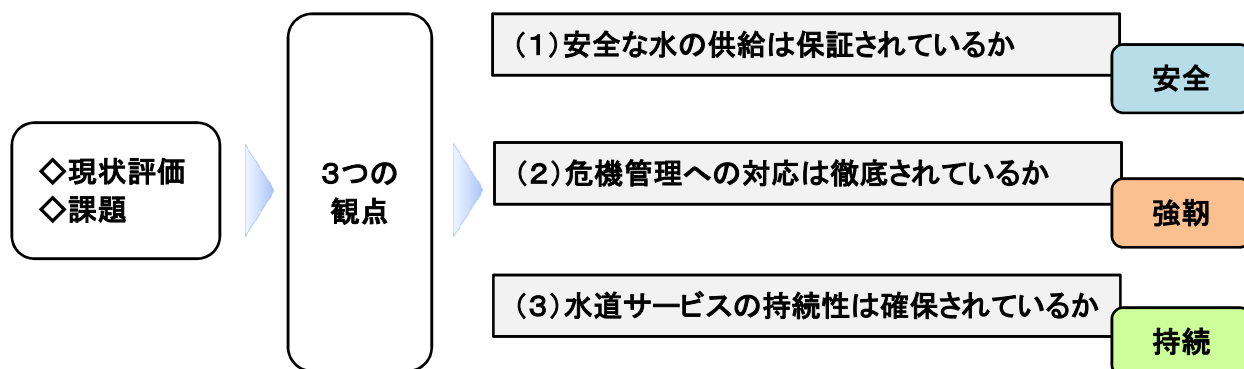 ◇現状評価
◇課題
3つの
観点
(1)安全な水の供給は保証されているか
安全
(2)危機管理への対応は徹底されているか
強靭
(3)水道サービスの持続性は確保されているか
持続